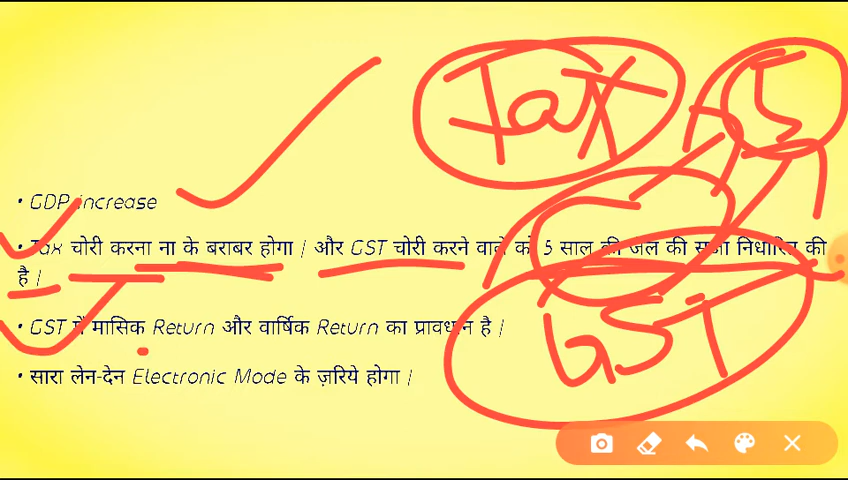 Tax
5
• GDP increase
• Tax चोरी करना ना के बराबर होगा | और GST चोरी करने वाले को 5 साल की जेल की सजा निर्धारित की
है |
• GST में मासिक Return और वार्षिक Return का प्रावधान है |
GST
• सारा लेन-देन Electronic Mode के ज़रिये होगा |